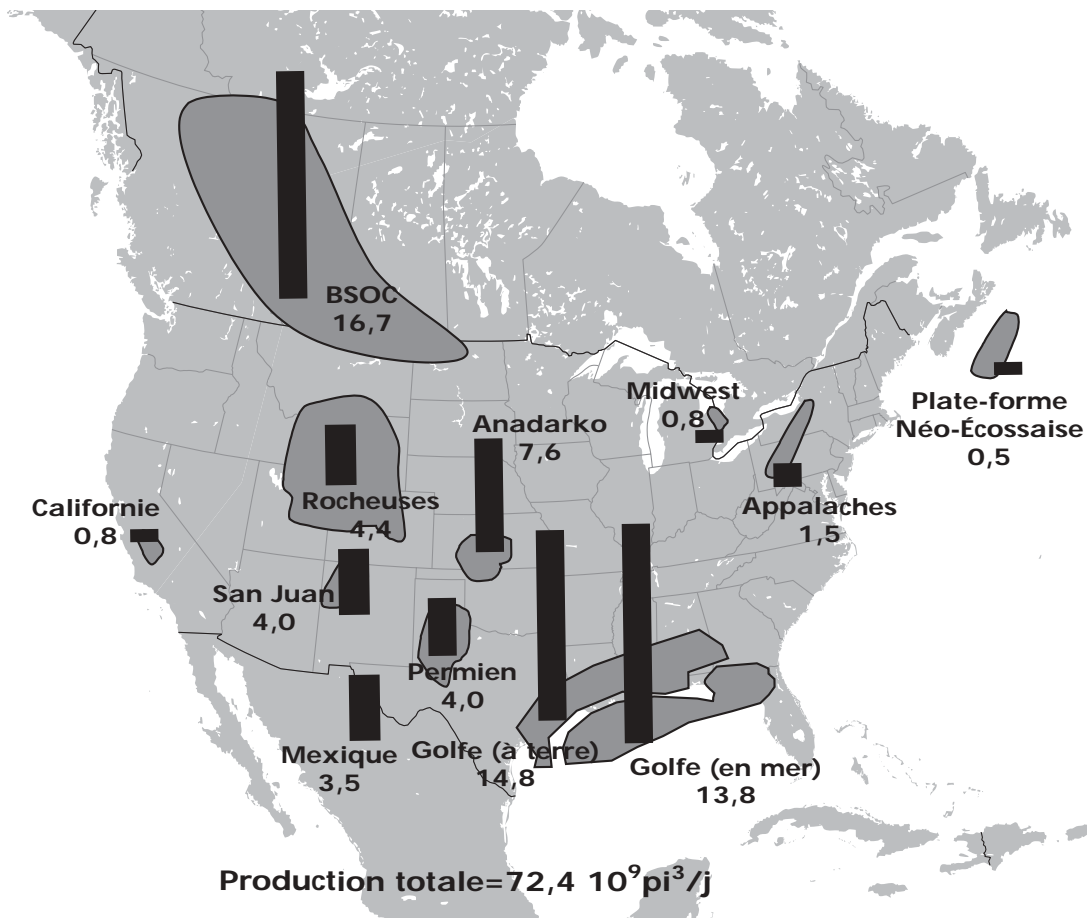 BSOC
16,7
Midwest
0,8
Plate-forme
Néo-Écossaise
0,5
Anadarko
7,6
Rocheuses
4,4
Californie
0,8
Appalaches
1,5
San Juan
4,0
Permien
4,0
Mexique
3,5
Golfe (à terre)
14,8
Golfe (en mer)
13,8
Production totale=72,4 10⁹pi³/j